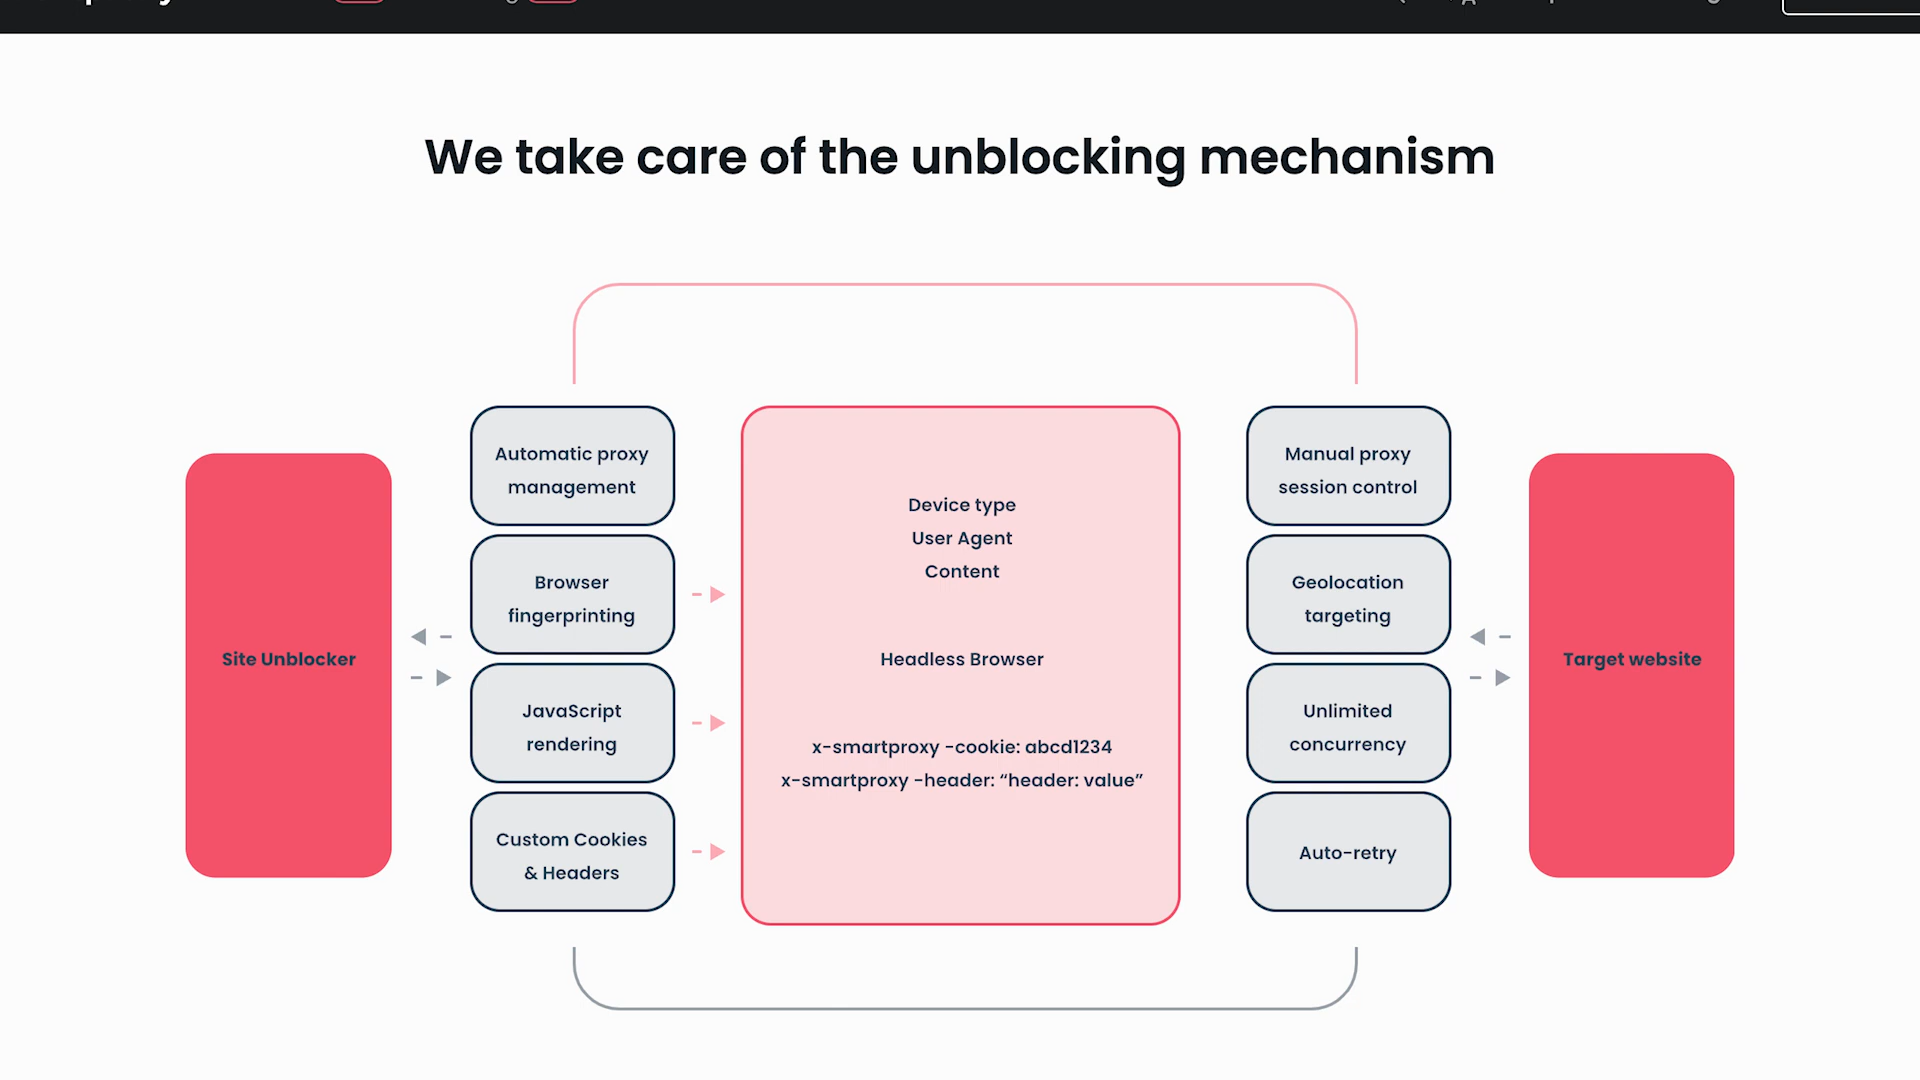 We take care of the unblocking mechanism
Site Unblocker
Automatic proxy
management
Browser
fingerprinting
JavaScript
rendering
Custom Cookies
& Headers
Device type
User Agent
Content
Headless Browser
x-smartproxy -cookie: abcd1234
x-smartproxy -header: “header: value”
Manual proxy
session control
Geolocation
targeting
Unlimited
concurrency
Auto-retry
Target website